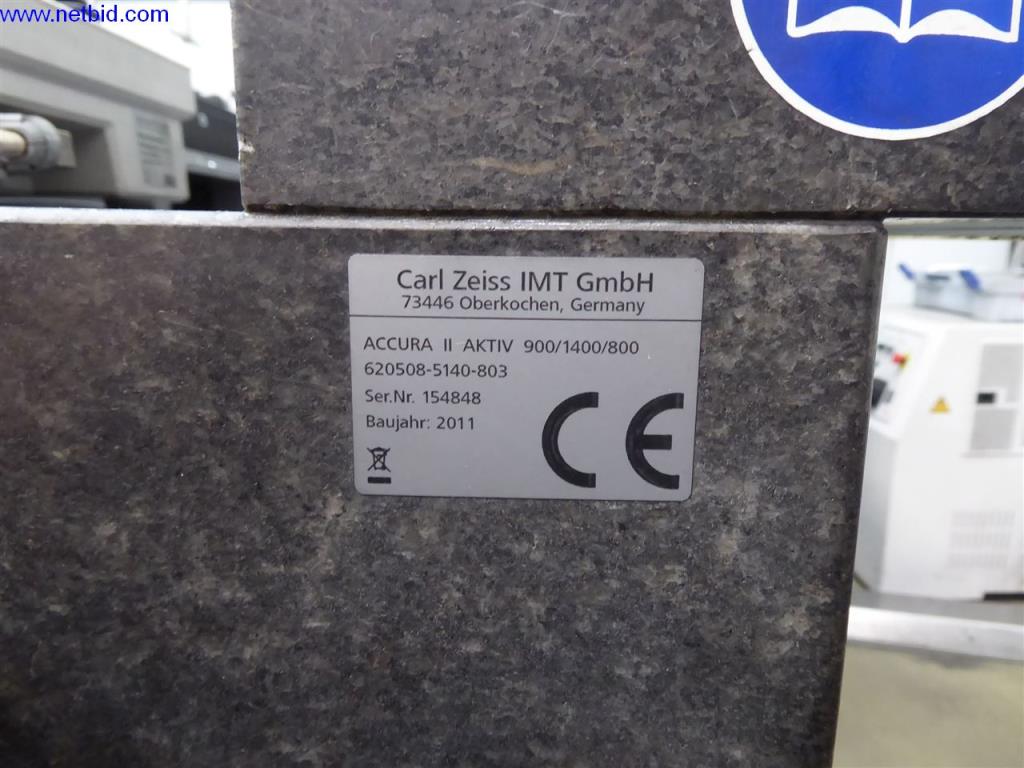 www.netbid.com
Carl Zeiss IMT GmbH
73446 Oberkochen, Germany
ACCURA II AKTIV 900/1400/800
620508-5140-803
Ser.Nr. 154848
Baujahr: 2011
CE